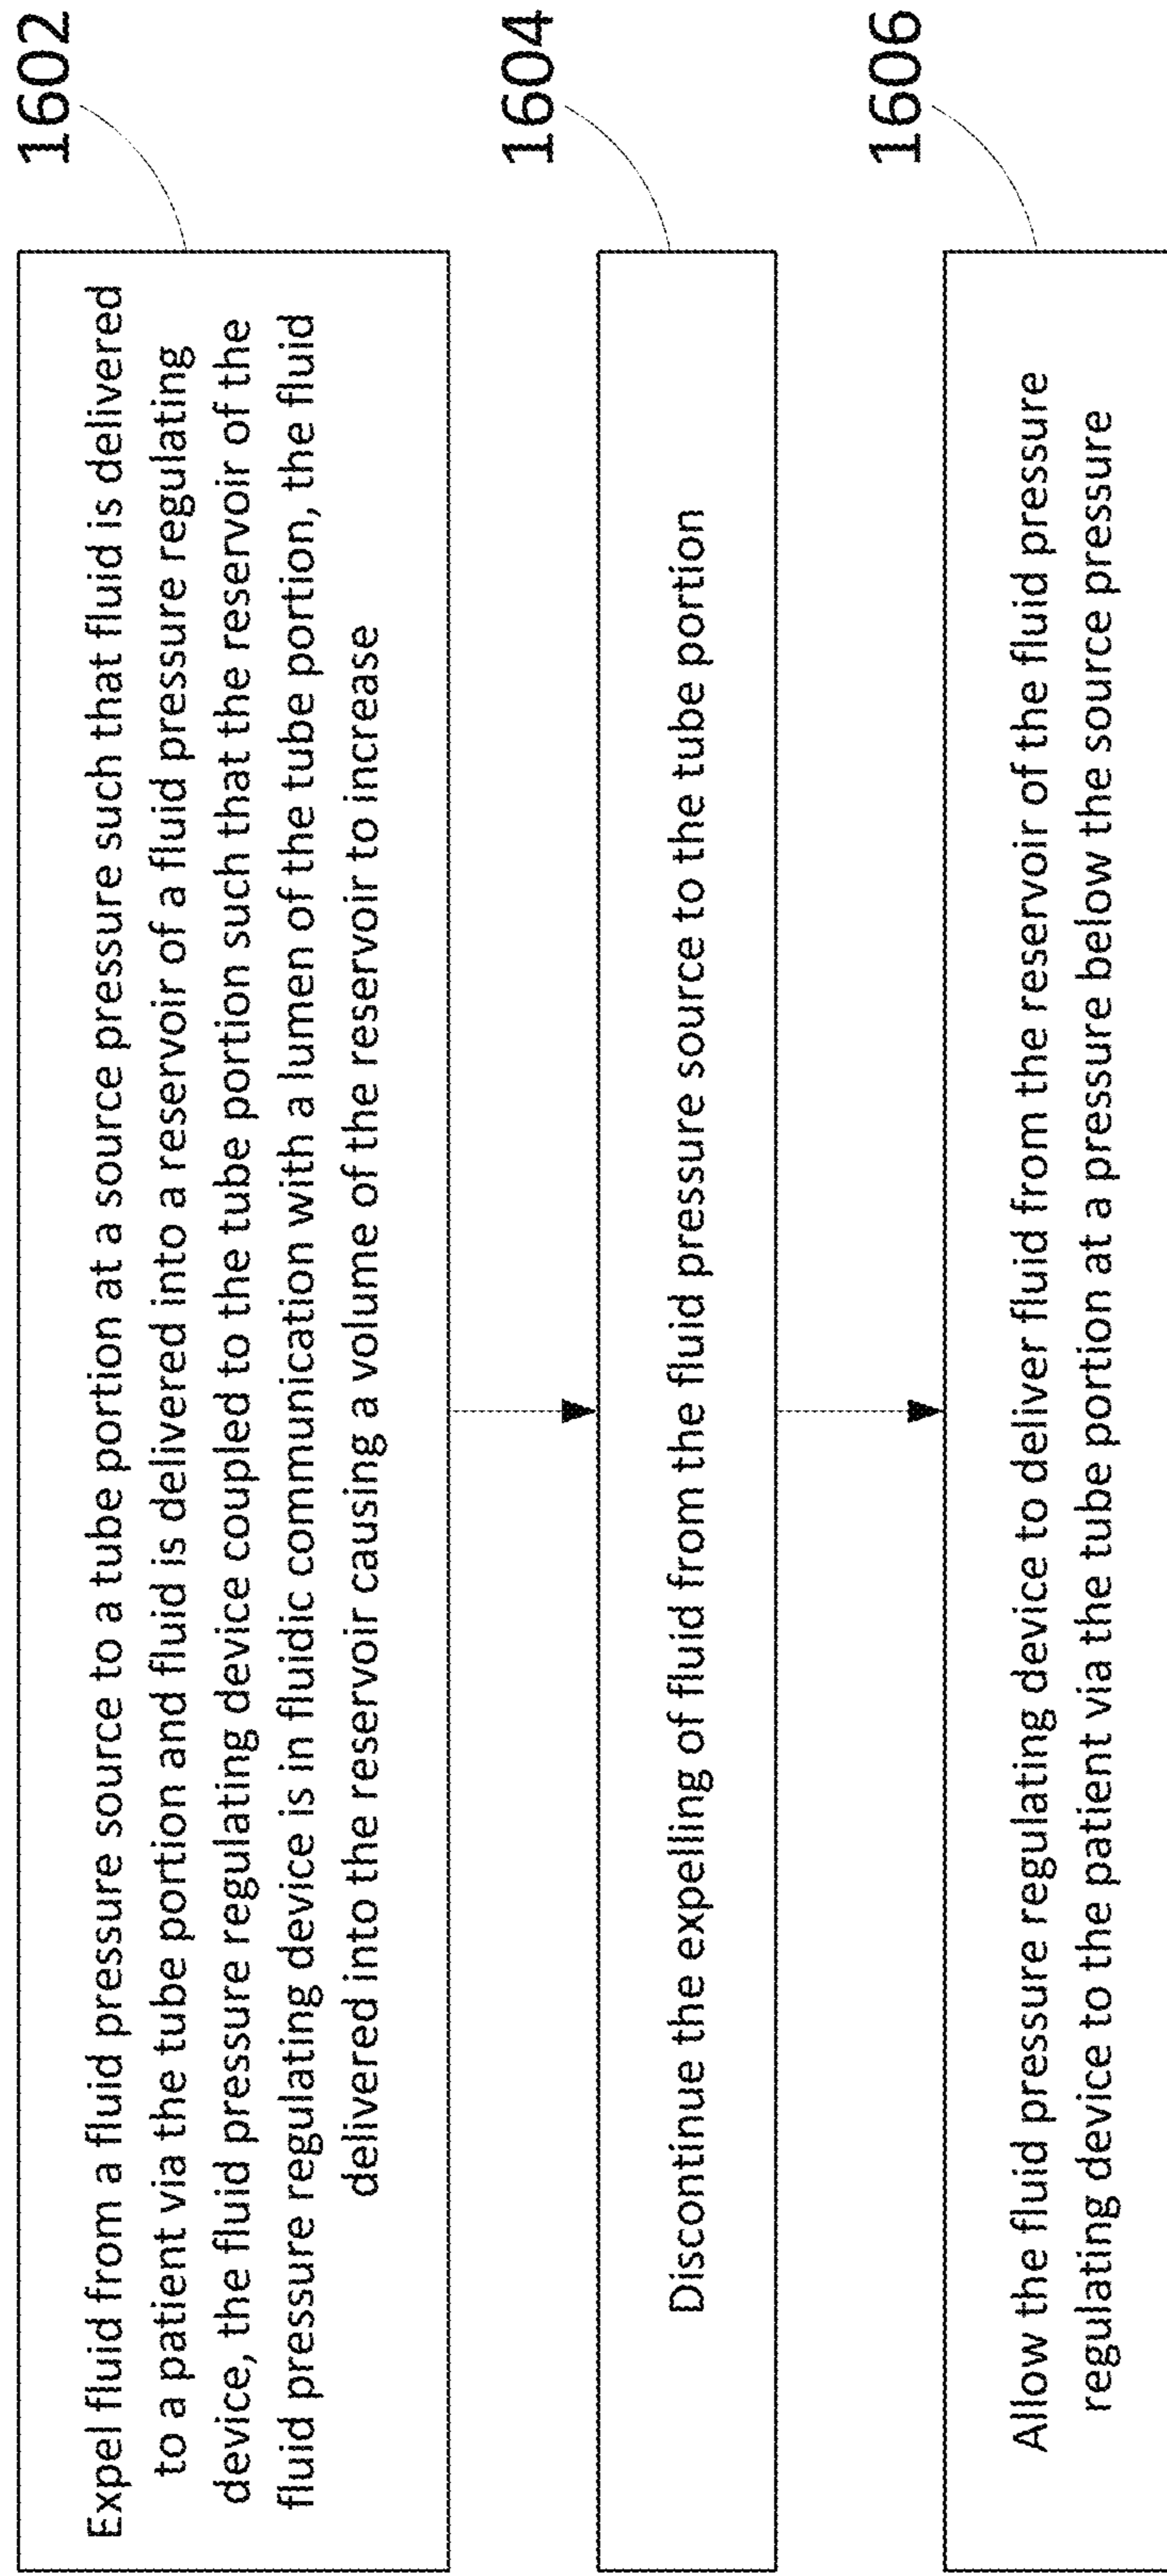 1602
Expel fluid from a fluid pressure source to a tube portion at a source pressure such that fluid is delivered
to a patient via the tube portion and fluid is delivered into a reservoir of a fluid pressure regulating
device, the fluid pressure regulating device coupled to the tube portion such that the reservoir of the
fluid pressure regulating device is in fluidic communication with a lumen of the tube portion, the fluid
delivered into the reservoir causing a volume of the reservoir to increase
1604
Discontinue the expelling of fluid from the fluid pressure source to the tube portion
1606
Allow the fluid pressure regulating device to deliver fluid from the reservoir of the fluid pressure
regulating device to the patient via the tube portion at a pressure below the source pressure